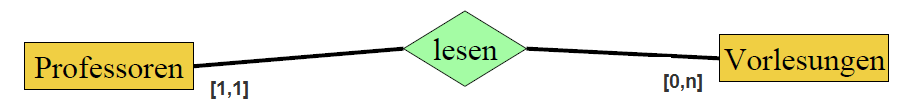 Professoren
[1,1]
lesen
[0,n]
Vorlesungen